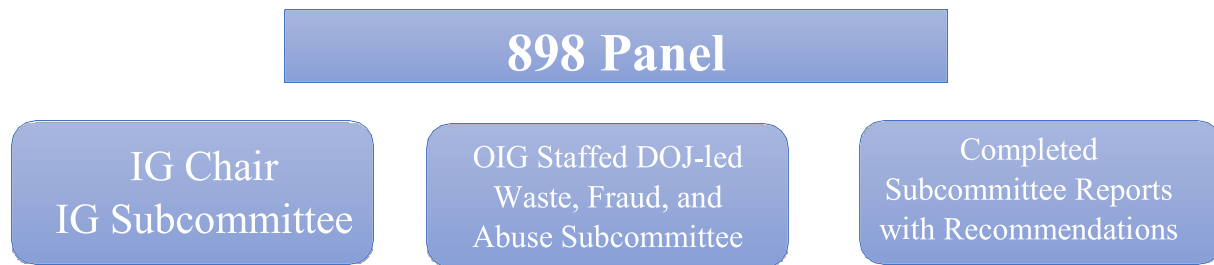 898 Panel
IG Chair
IG Subcommittee
OIG Staffed DOJ-led
Waste, Fraud, and
Abuse Subcommittee
Completed
Subcommittee Reports
with Recommendations